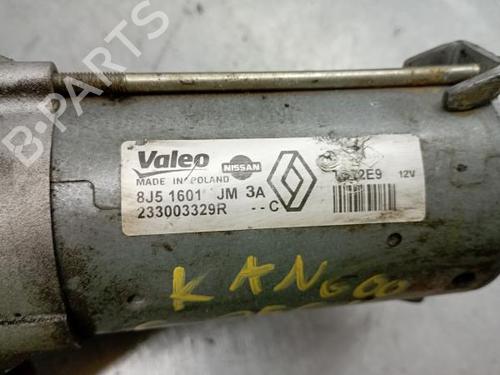 B-PARTS
Valeo NISSAN
MADE IN POLAND
8J5 1601 JM 3A 12V
233003329R --C
KANGOO